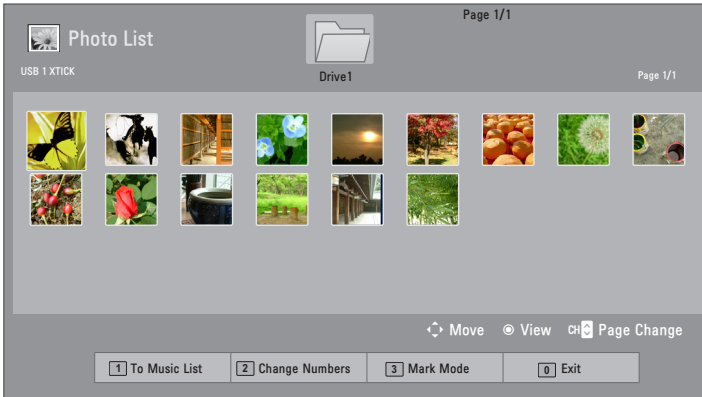 Page 1/1
Photo List
USB 1 XTICK
Drive1
Page 1/1
Move View CH Page Change
1 To Music List 2 Change Numbers 3 Mark Mode 0 Exit